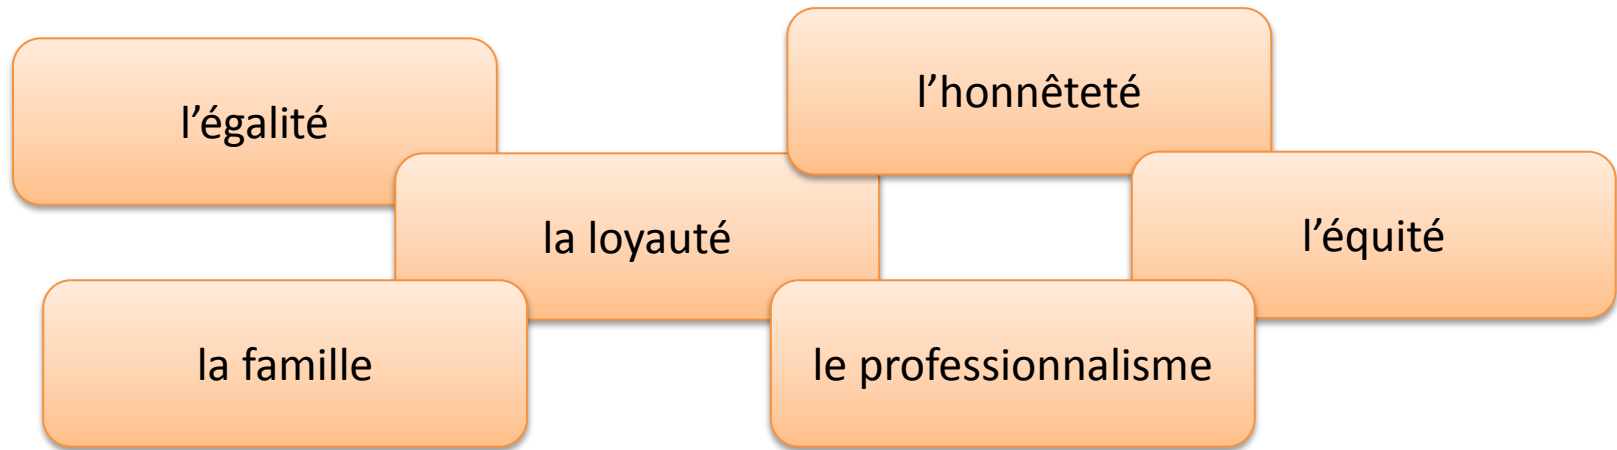 l’égalité
l’honnêteté
la loyauté
l’équité
la famille
le professionnalisme